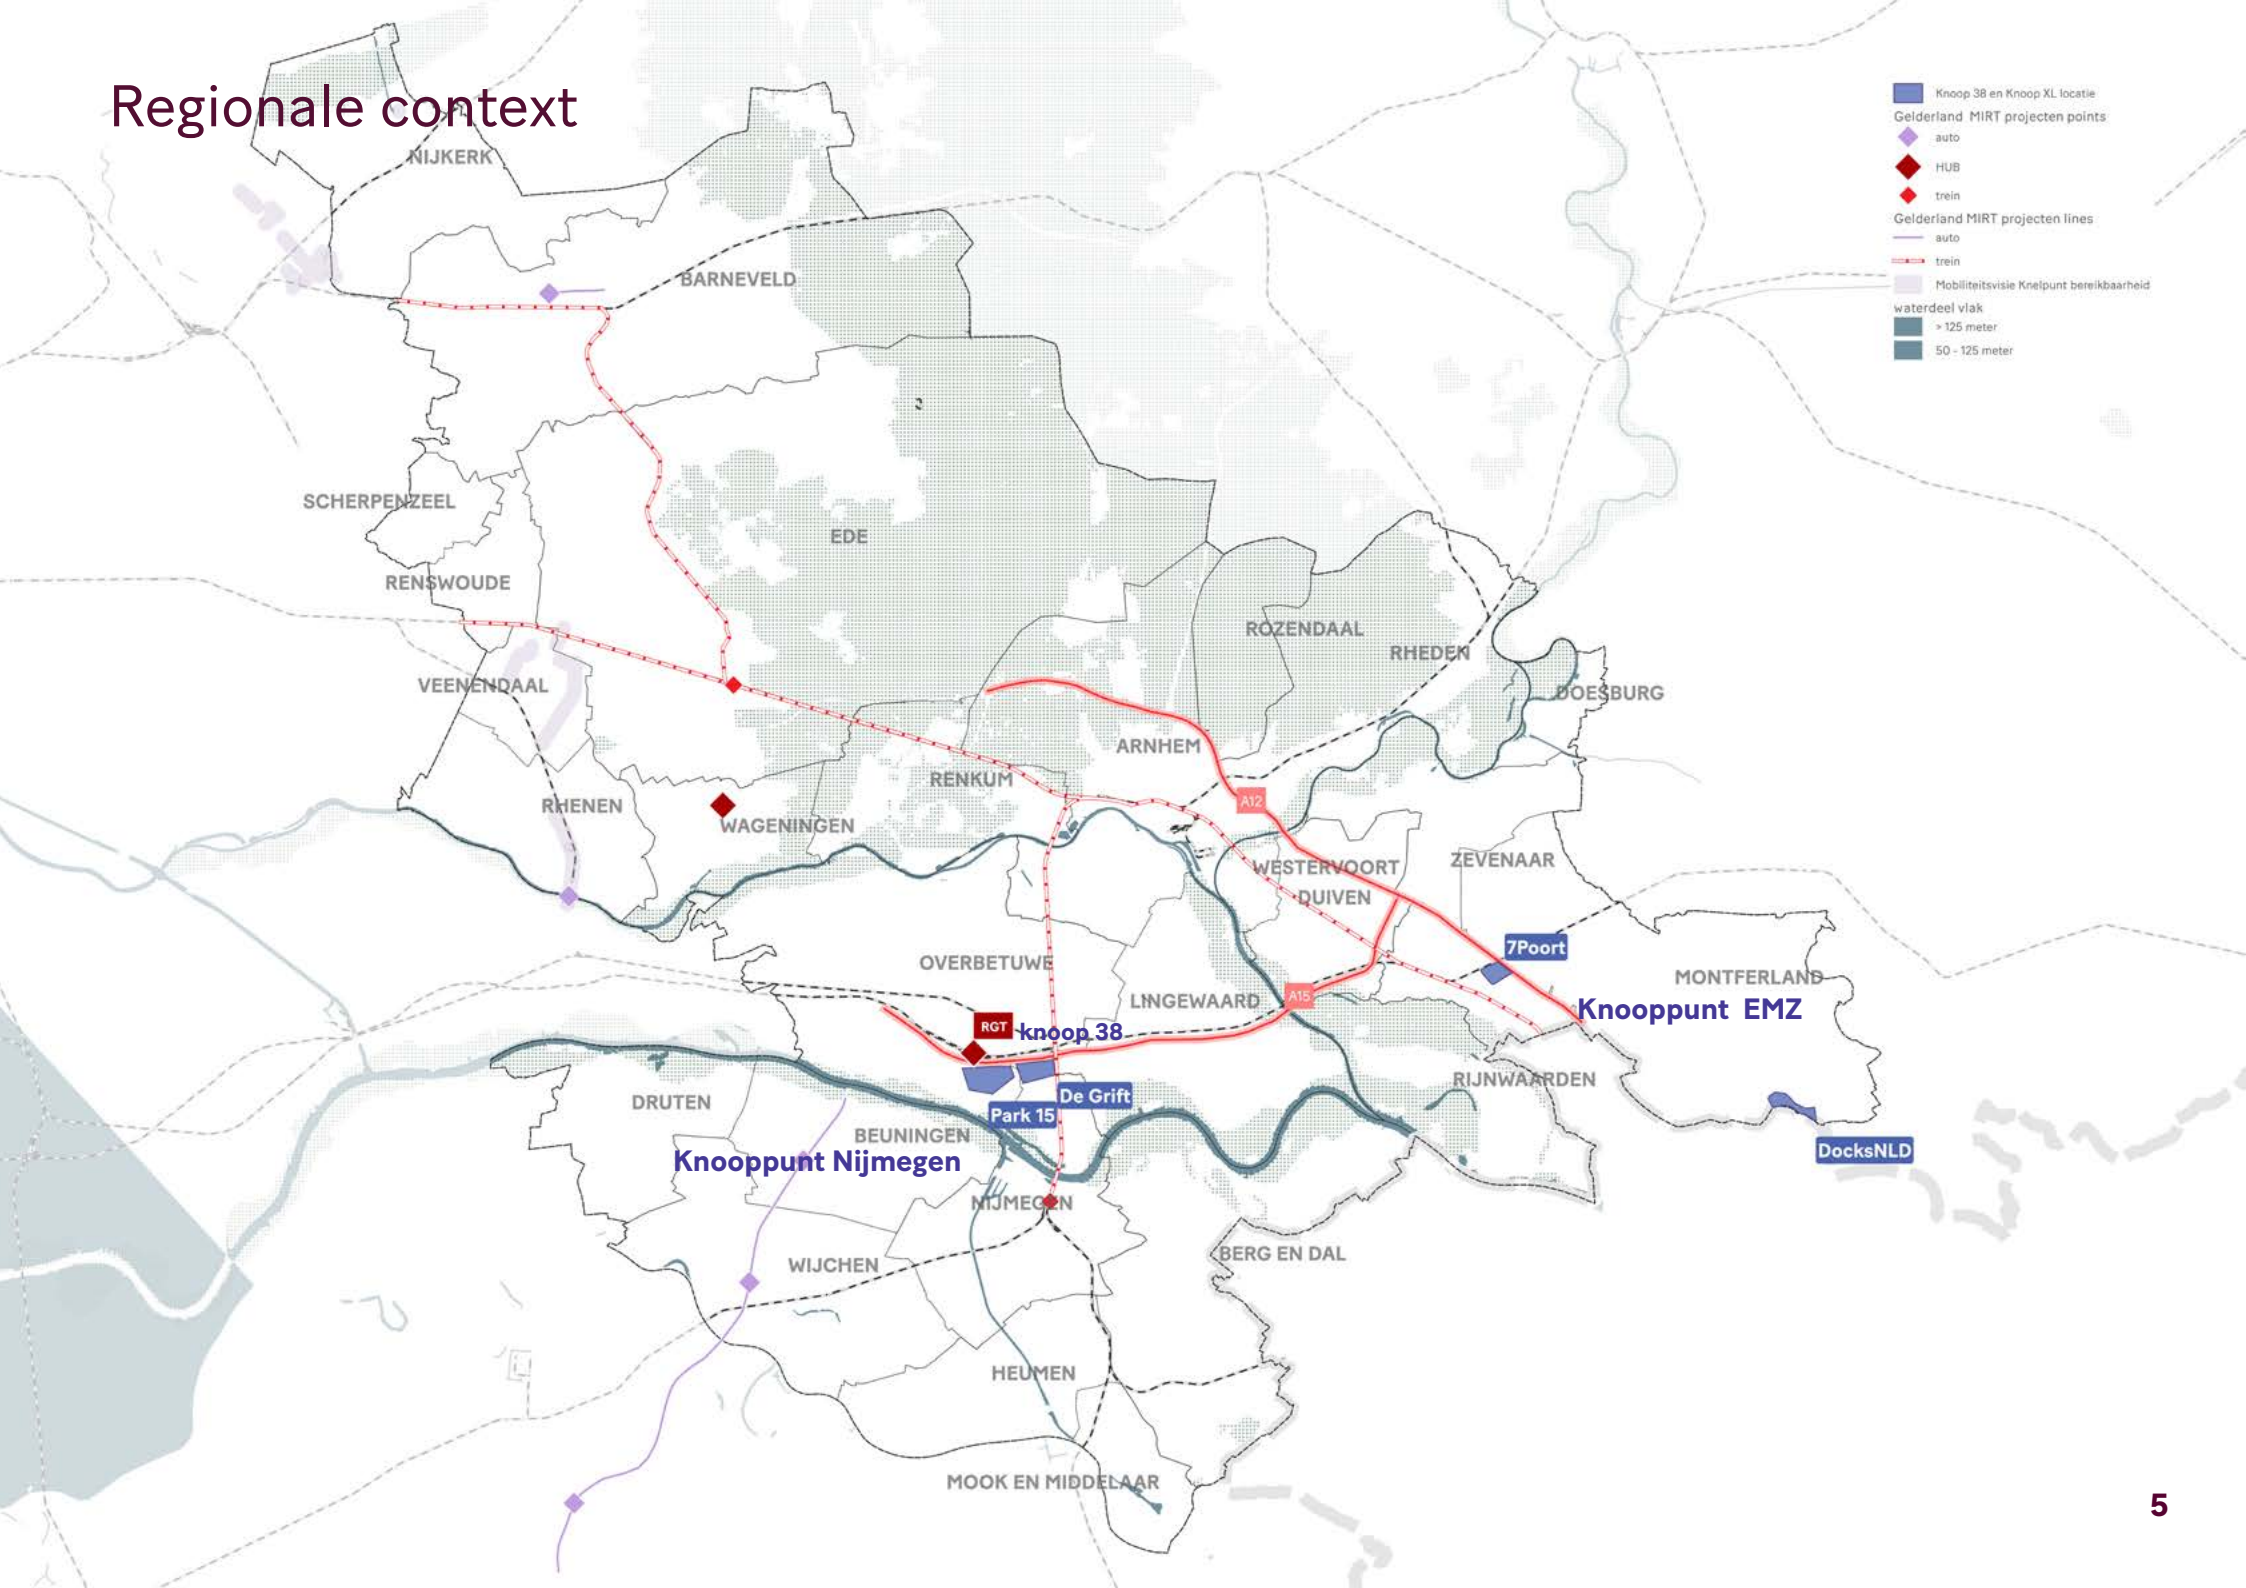 Regionale context
Knoop 38 en Knoop XL locatie
Gelderland MIRT projecten points
auto
HUB
trein
Gelderland MIRT projecten lines
auto
trein
Mobiliteitsvisie Knelpunt bereikbaarheid
waterdeel vlak
> 125 meter
50 - 125 meter
NIJKERK
BARNEVELD
SCHERPENZEEL
EDE
RENSWOUDE
ROZENDAAL
RHEDEN
VEENENDAAL
DOESBURG
ARNHEM
RENKUM
A12
RHENEN
WAGENINGEN
WESTERVOORT
ZEVENAAR
DUIVEN
7Poort
OVERBETUWE
MONTFERLAND
LINGEWAARD
A15
Knooppunt EMZ
RGT
knoop 38
RIJNWAARDEN
De Grift
DRUTEN
Park 15
BEUNINGEN
DocksNLD
Knooppunt Nijmegen
NIJMEGEN
BERG EN DAL
WIJCHEN
HEUMEN
MOOK EN MIDDELAAR
5